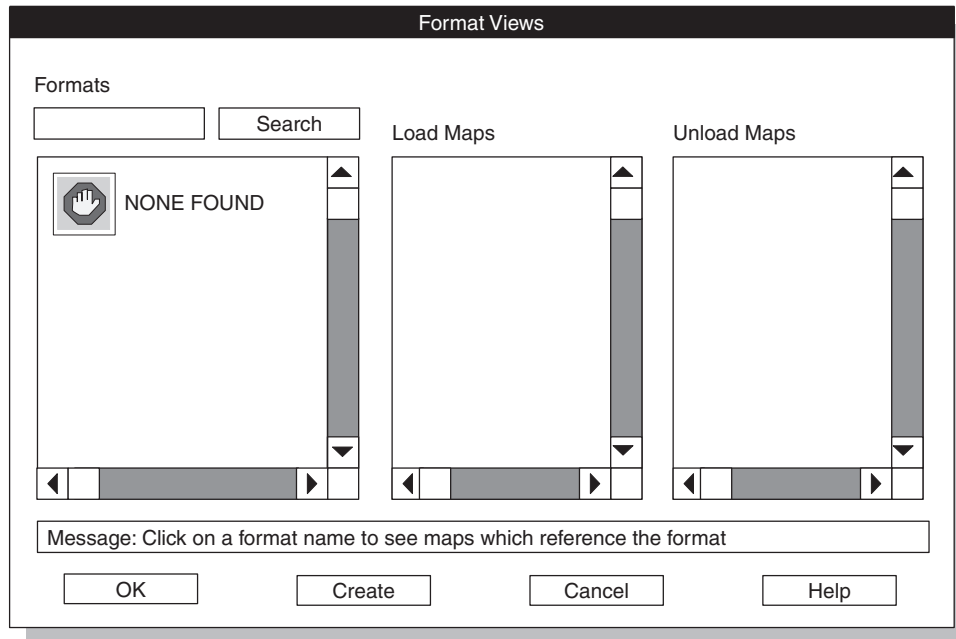 Format Views
Formats
Search
Load Maps
Unload Maps
NONE FOUND
Message: Click on a format name to see maps which reference the format
OK
Create
Cancel
Help